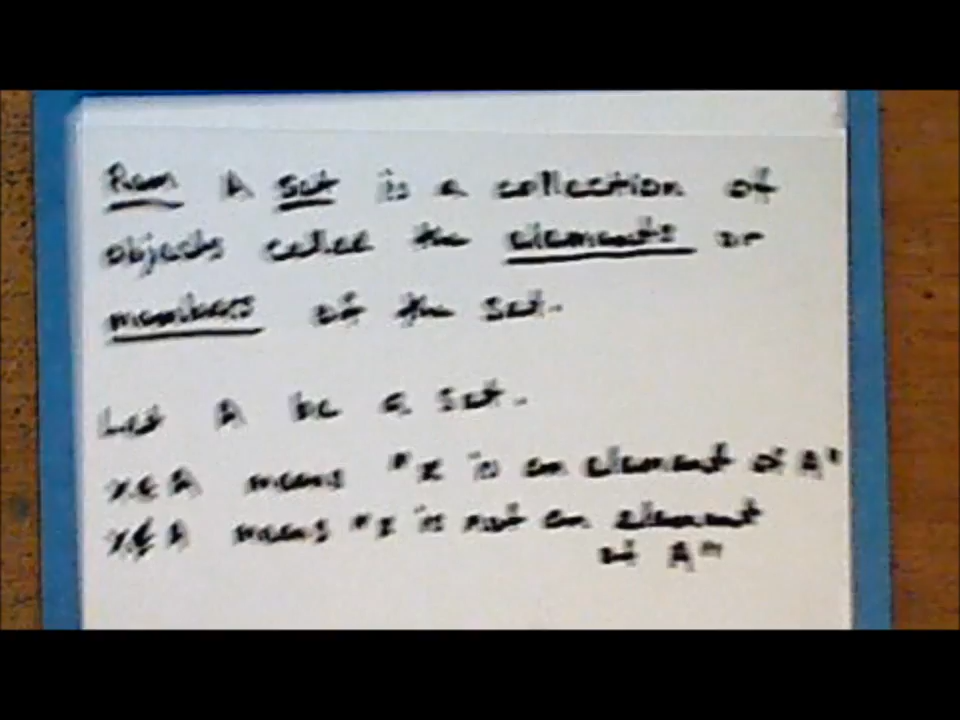 Rem A set is a collection of
objects called the elements or
members of the set.
Let A be a set.
x∈A means "x is an element of A"
x∉A means "x is not an element
of A"